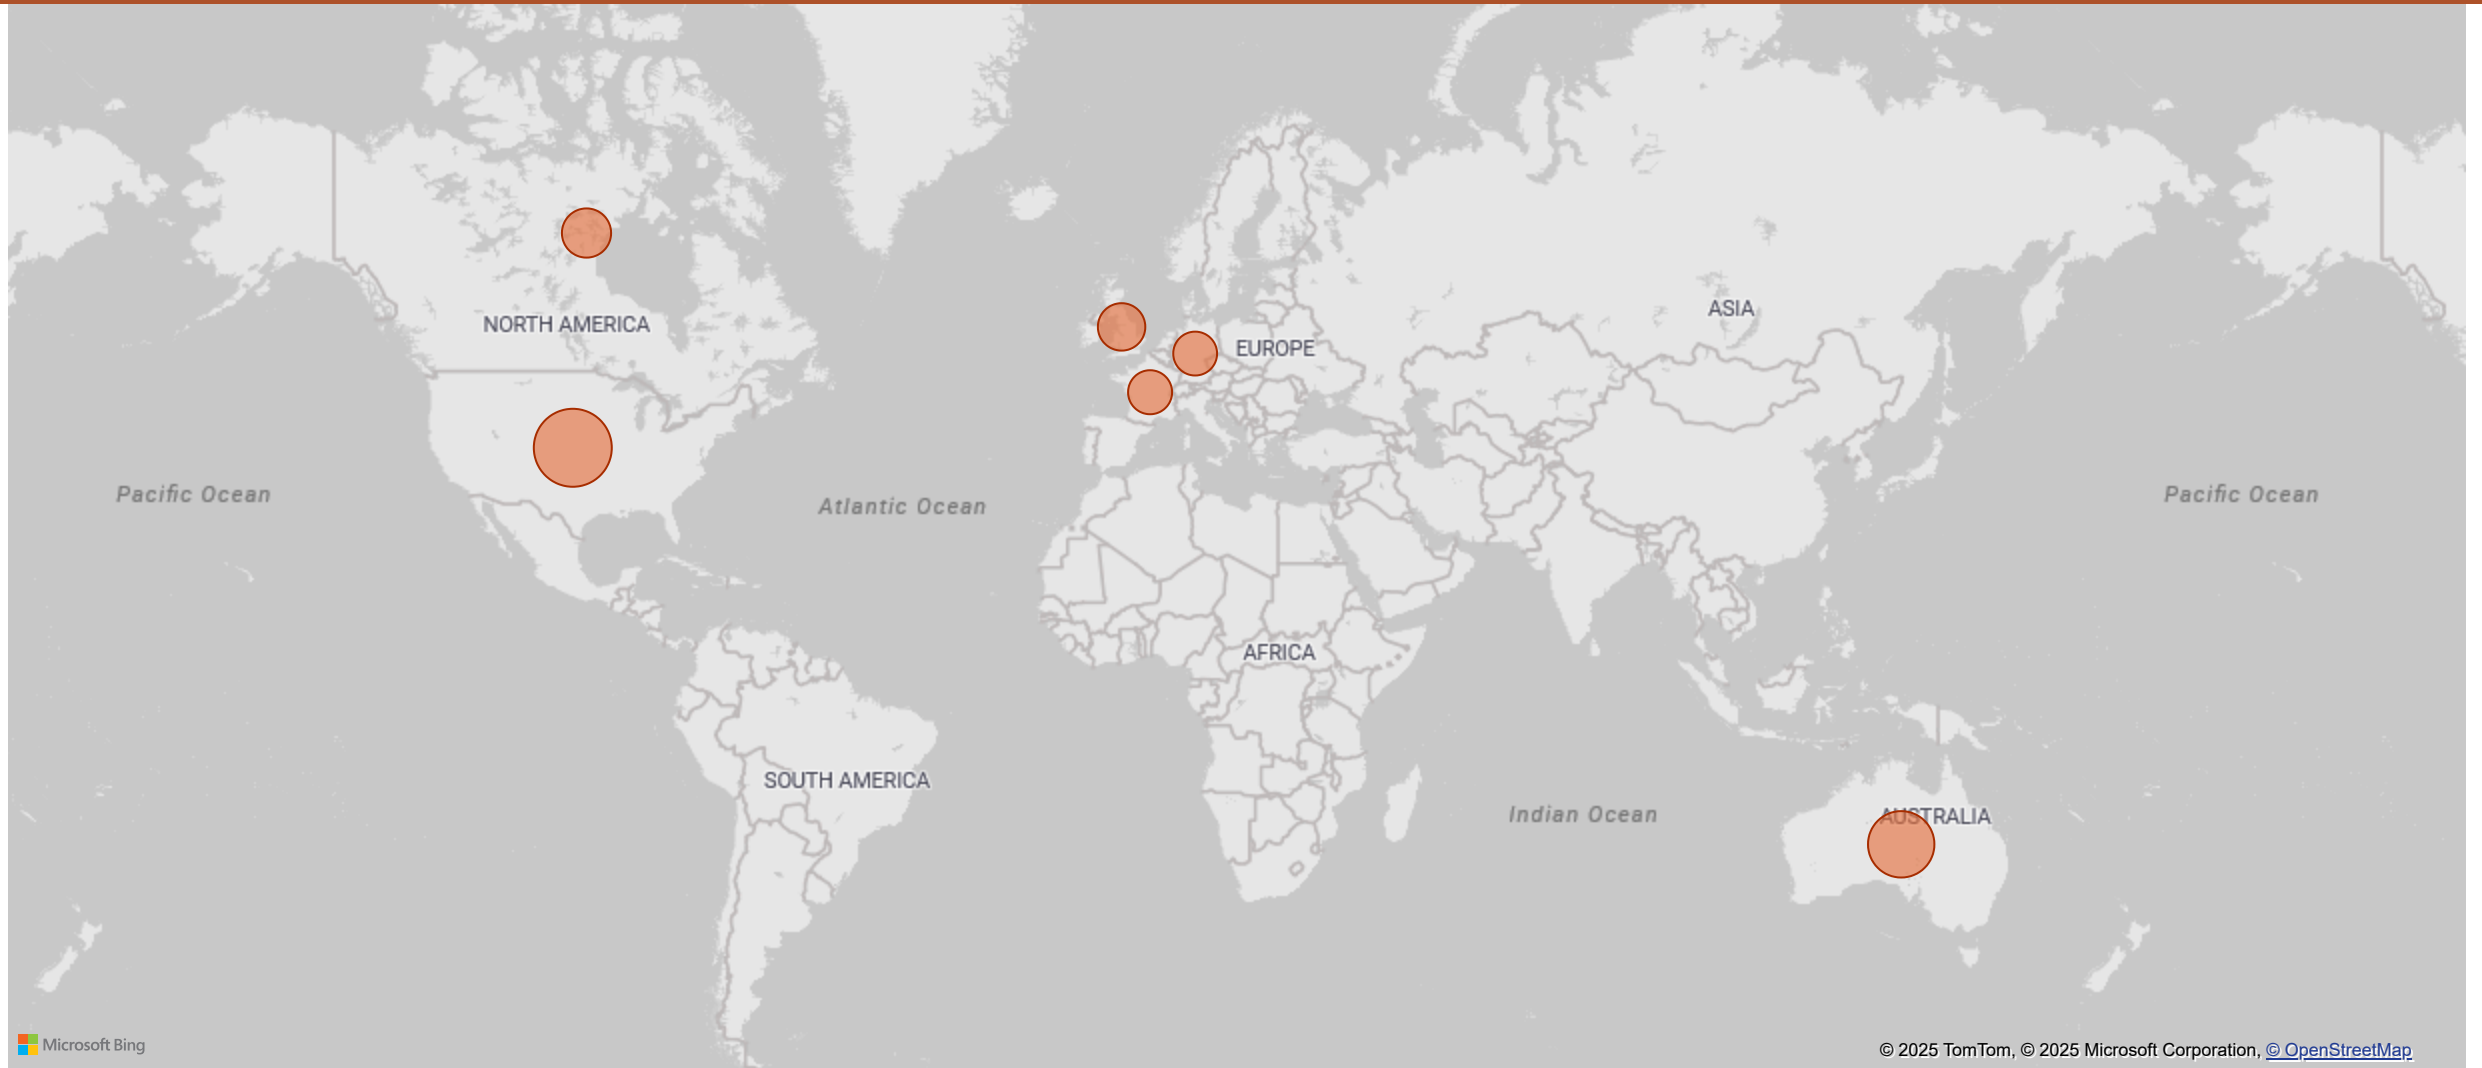 ASIA
NORTH AMERICA
EUROPE
Pacific Ocean
Atlantic Ocean
Pacific Ocean
AFRICA
SOUTH AMERICA
Indian Ocean
AUSTRALIA
Microsoft Bing
© 2025 TomTom, © 2025 Microsoft Corporation, © OpenStreetMap